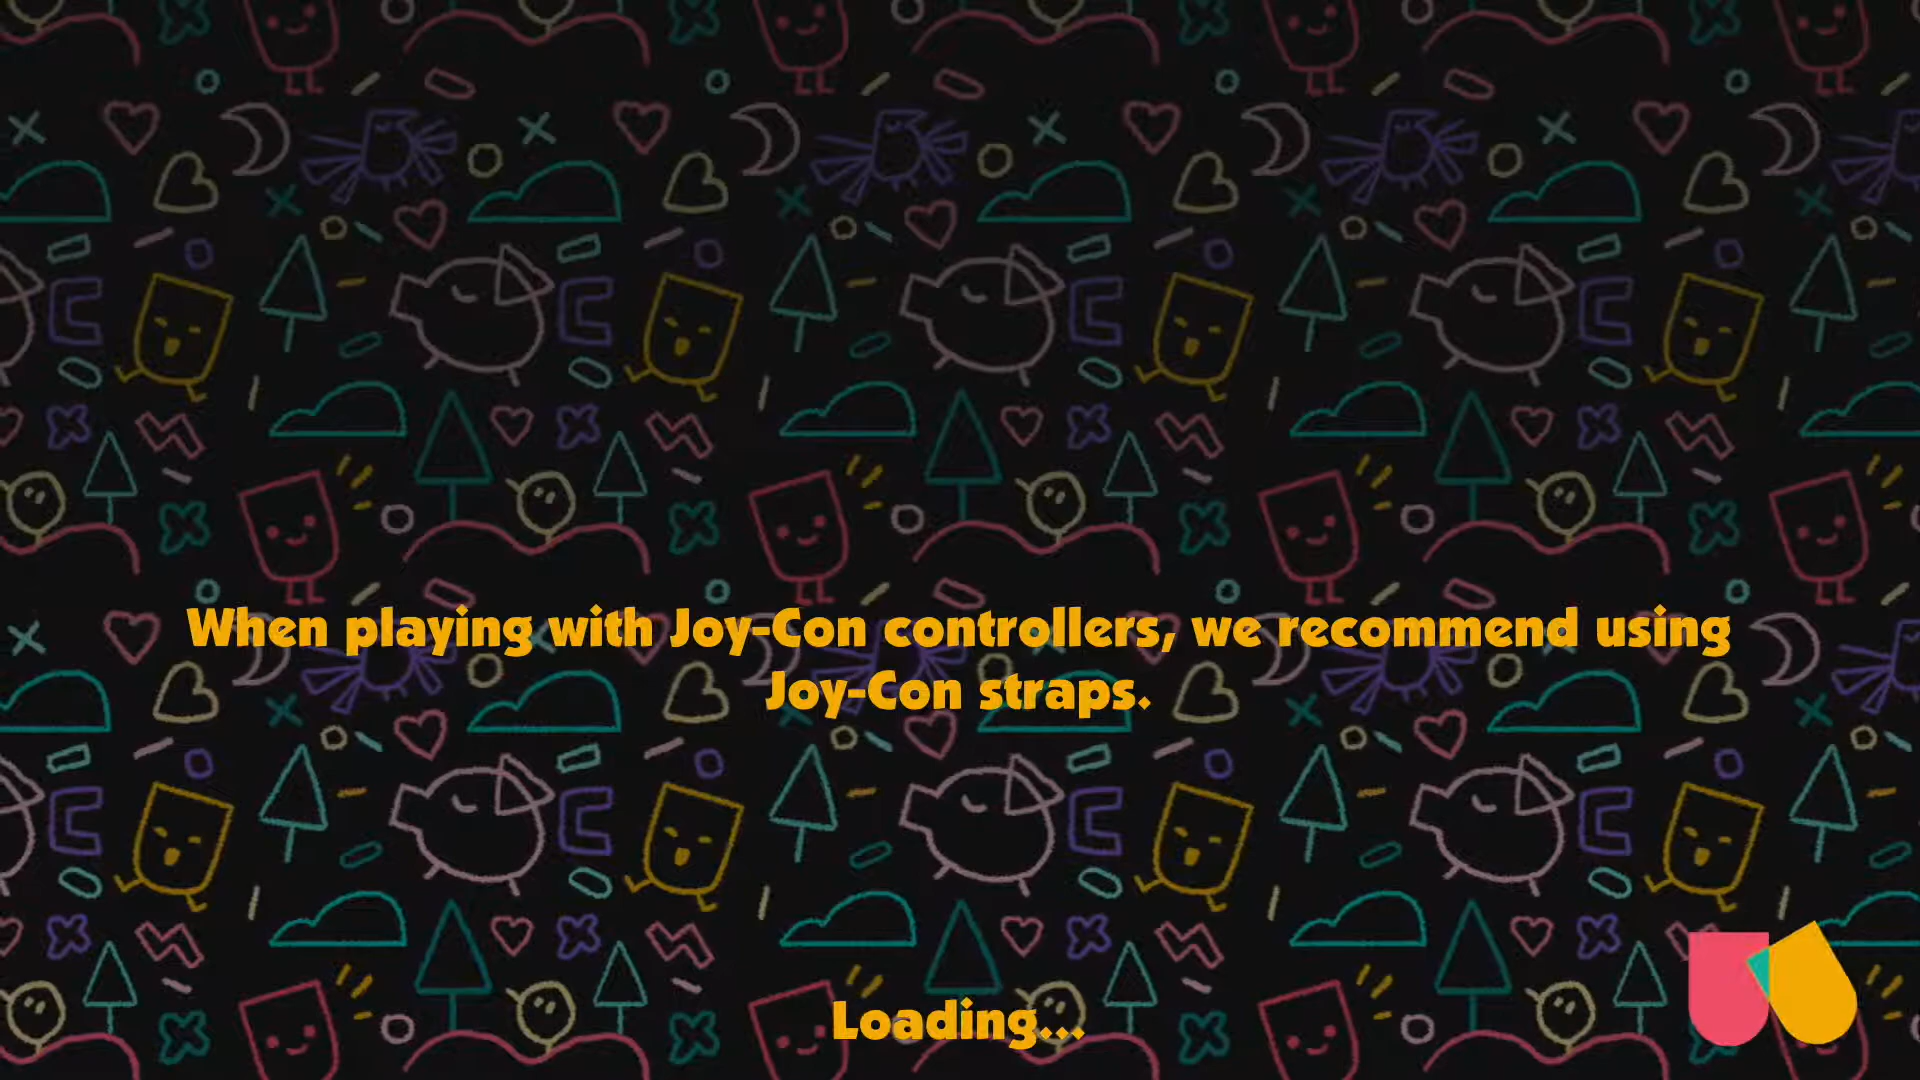 When playing with Joy-Con controllers, we recommend using
Joy-Con straps.
Loading...